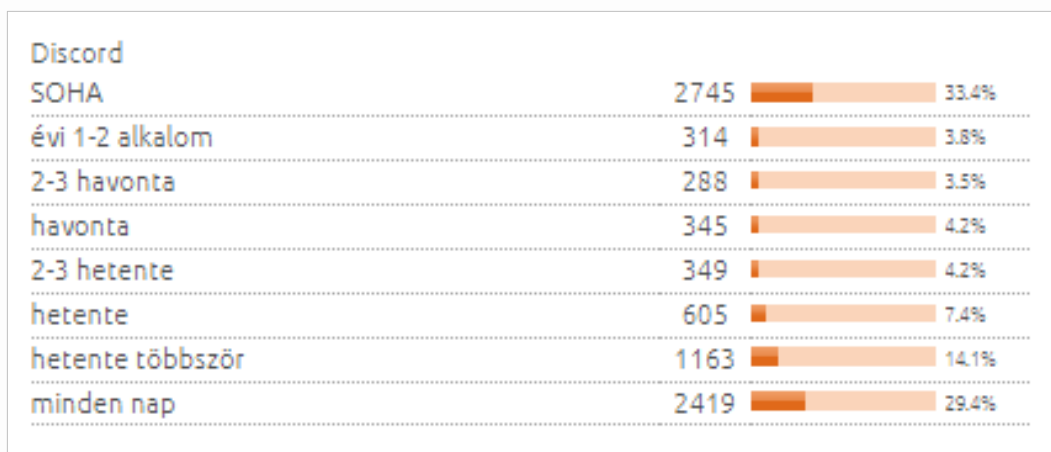 Discord
SOHA 2745 33.4%
évi 1-2 alkalom 314 3.8%
2-3 havonta 288 3.5%
havonta 345 4.2%
2-3 hetente 349 4.2%
hetente 605 7.4%
hetente többször 1163 14.1%
minden nap 2419 29.4%